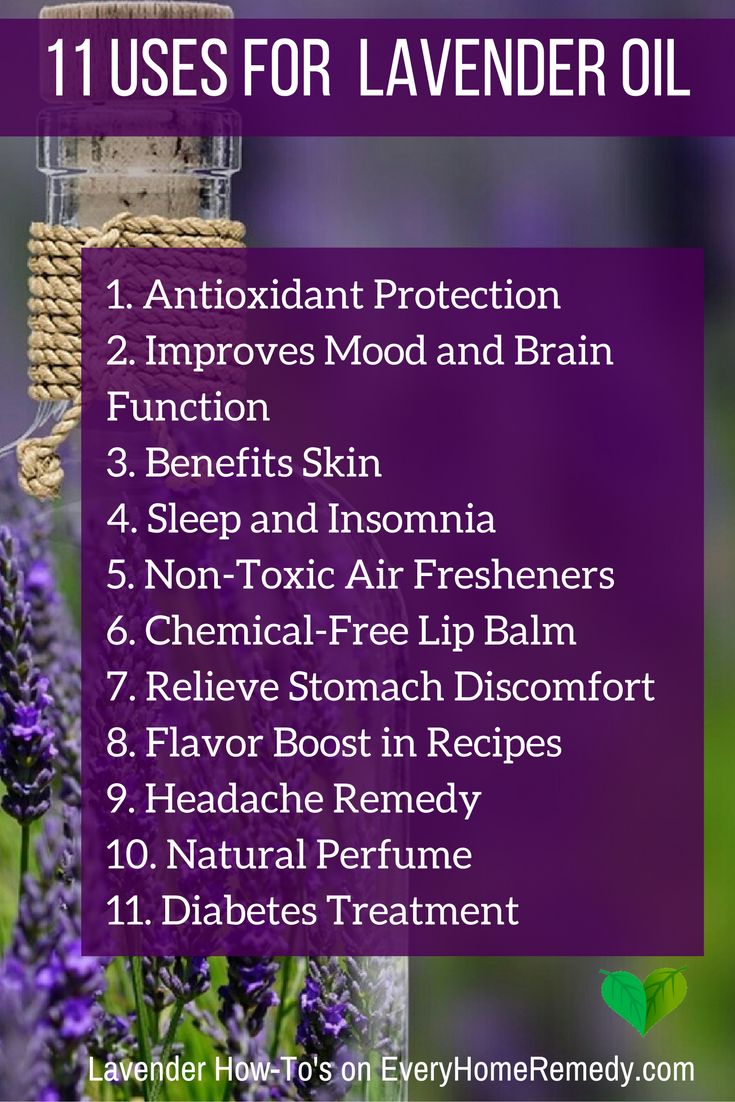 11 USES FOR LAVENDER OIL
1. Antioxidant Protection
2. Improves Mood and Brain
Function
3. Benefits Skin
4. Sleep and Insomnia
5. Non-Toxic Air Fresheners
6. Chemical-Free Lip Balm
7. Relieve Stomach Discomfort
8. Flavor Boost in Recipes
9. Headache Remedy
10. Natural Perfume
11. Diabetes Treatment
Lavender How-To's on EveryHomeRemedy.com